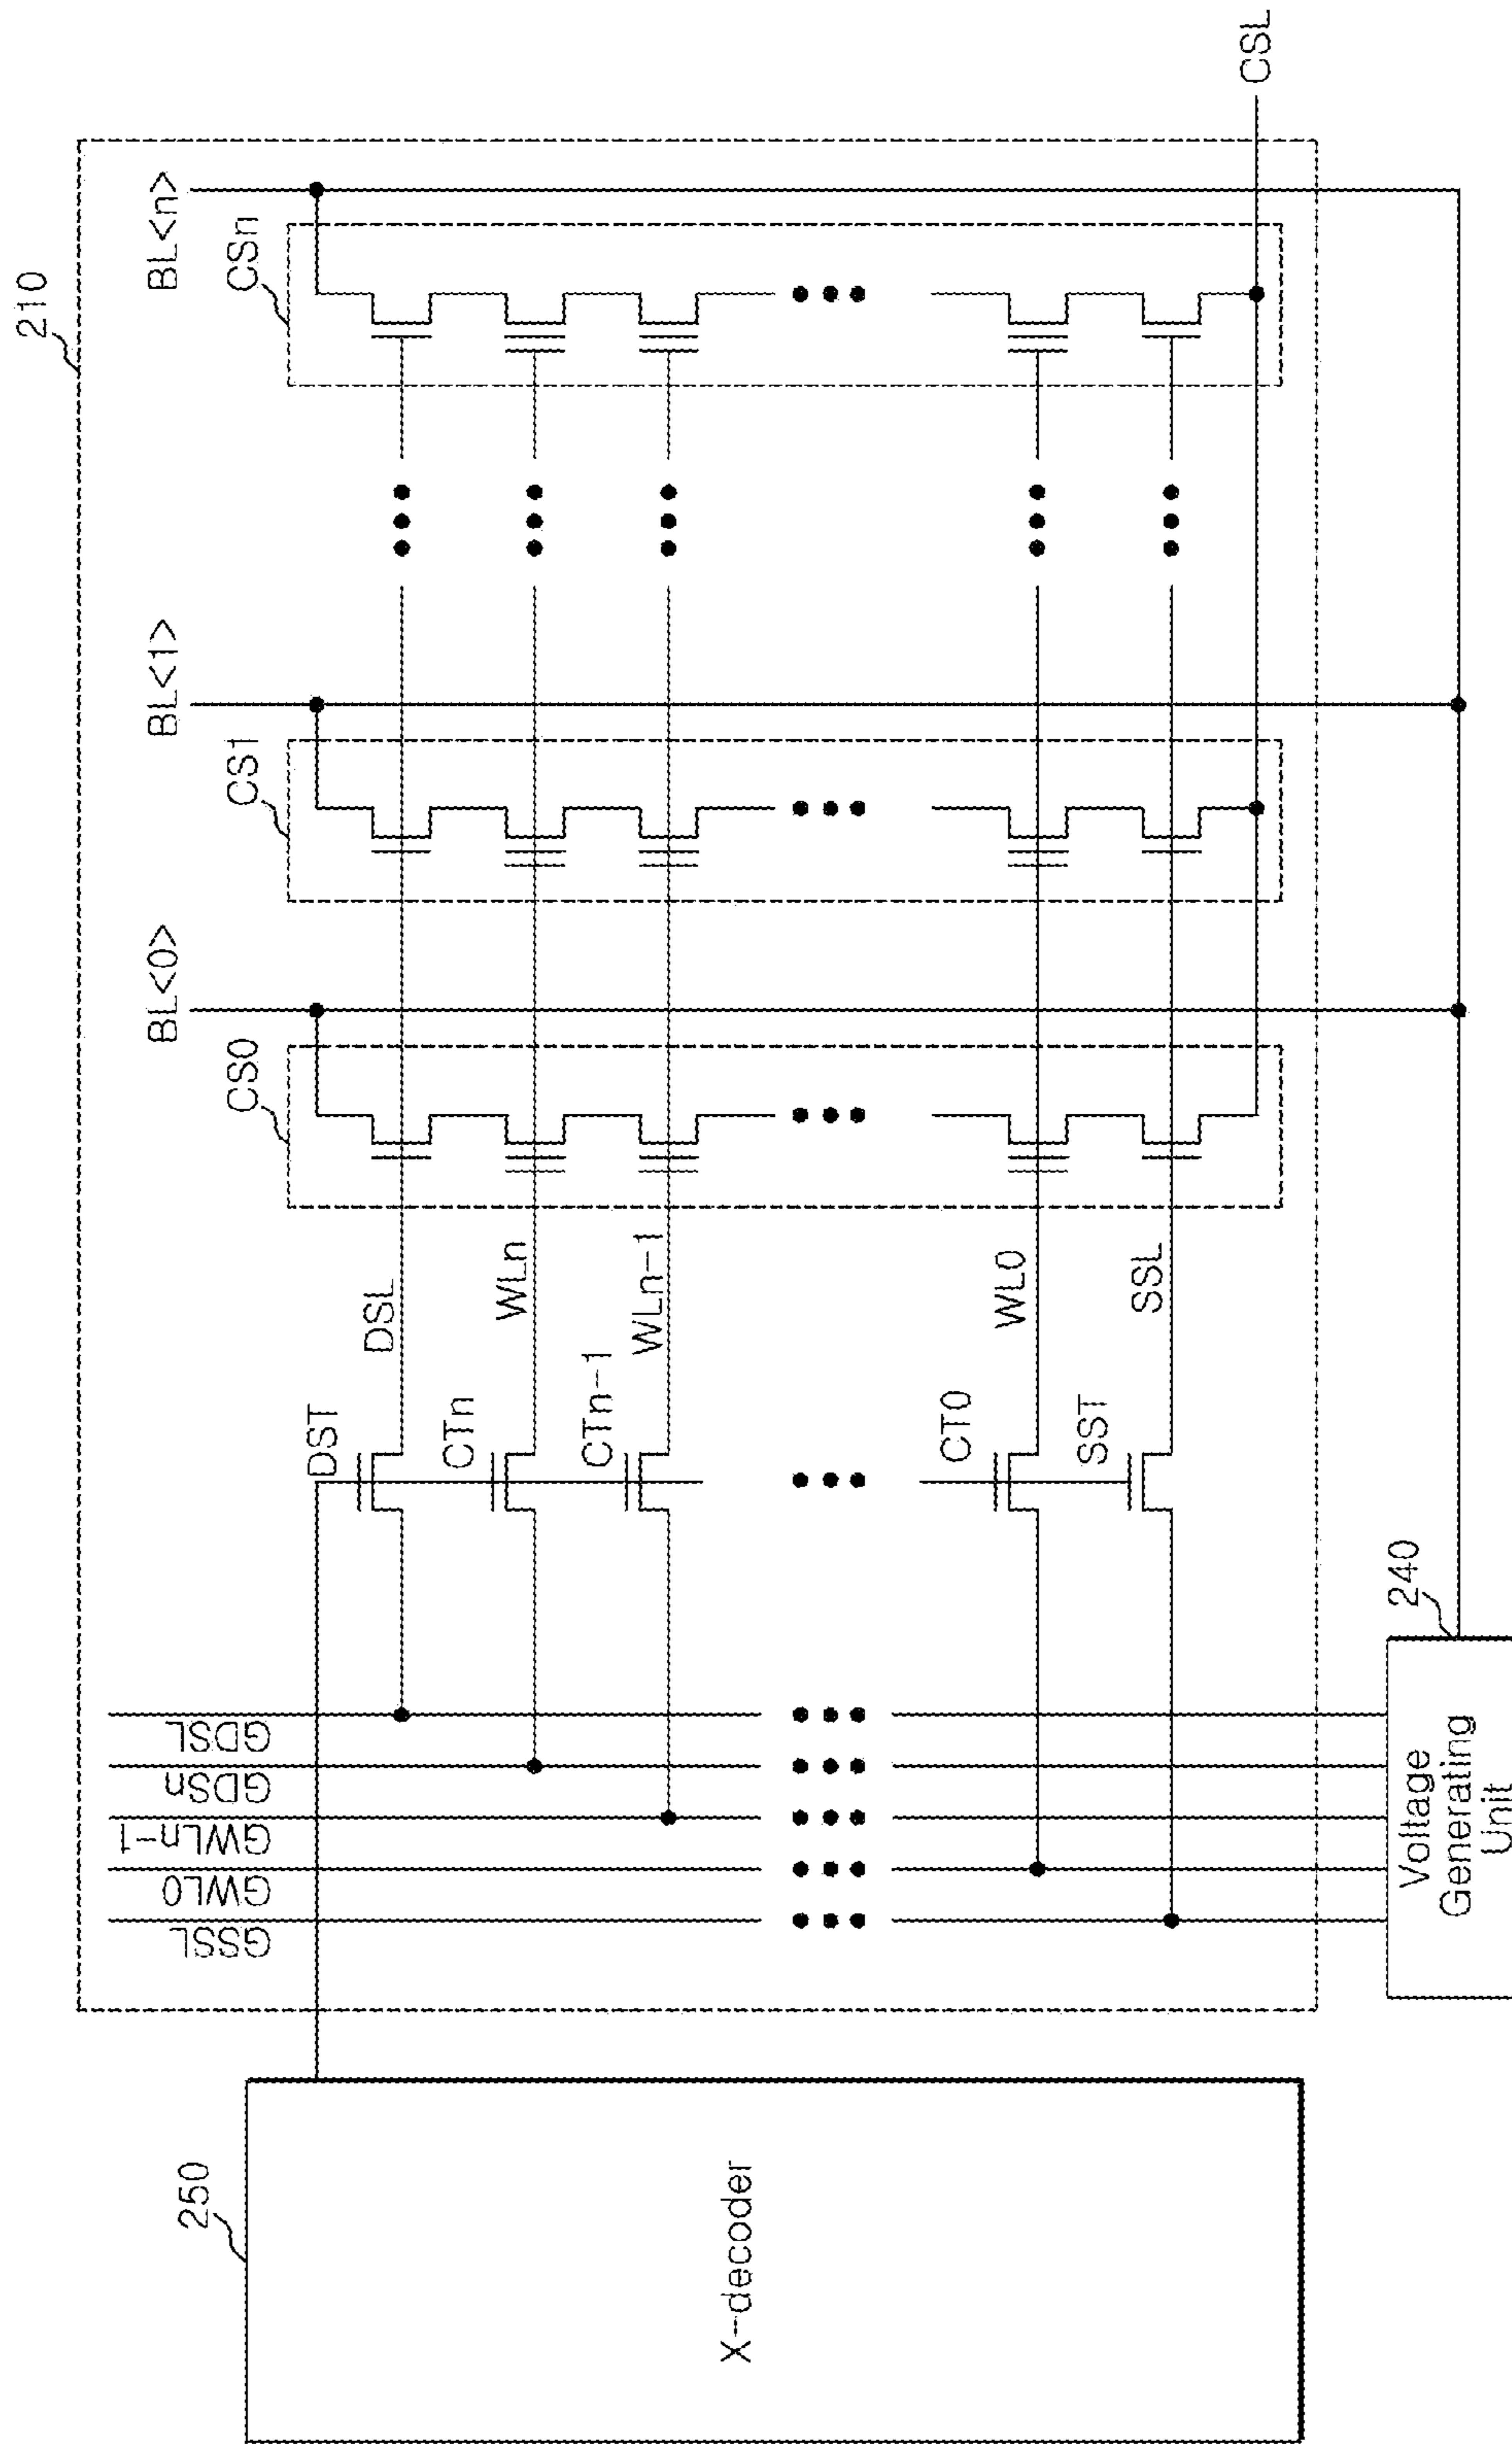 210
BL<0>
BL<1>
BL<n>
CS0
CS1
CSn
DST
DSL
CTn
WLn
CTn-1
WLn-1
CT0
WL0
SST
SSL
CSL
GDSL
GDSn
GWLn-1
GWL0
GSSL
250
X-decoder
240
Voltage
Generating
Unit